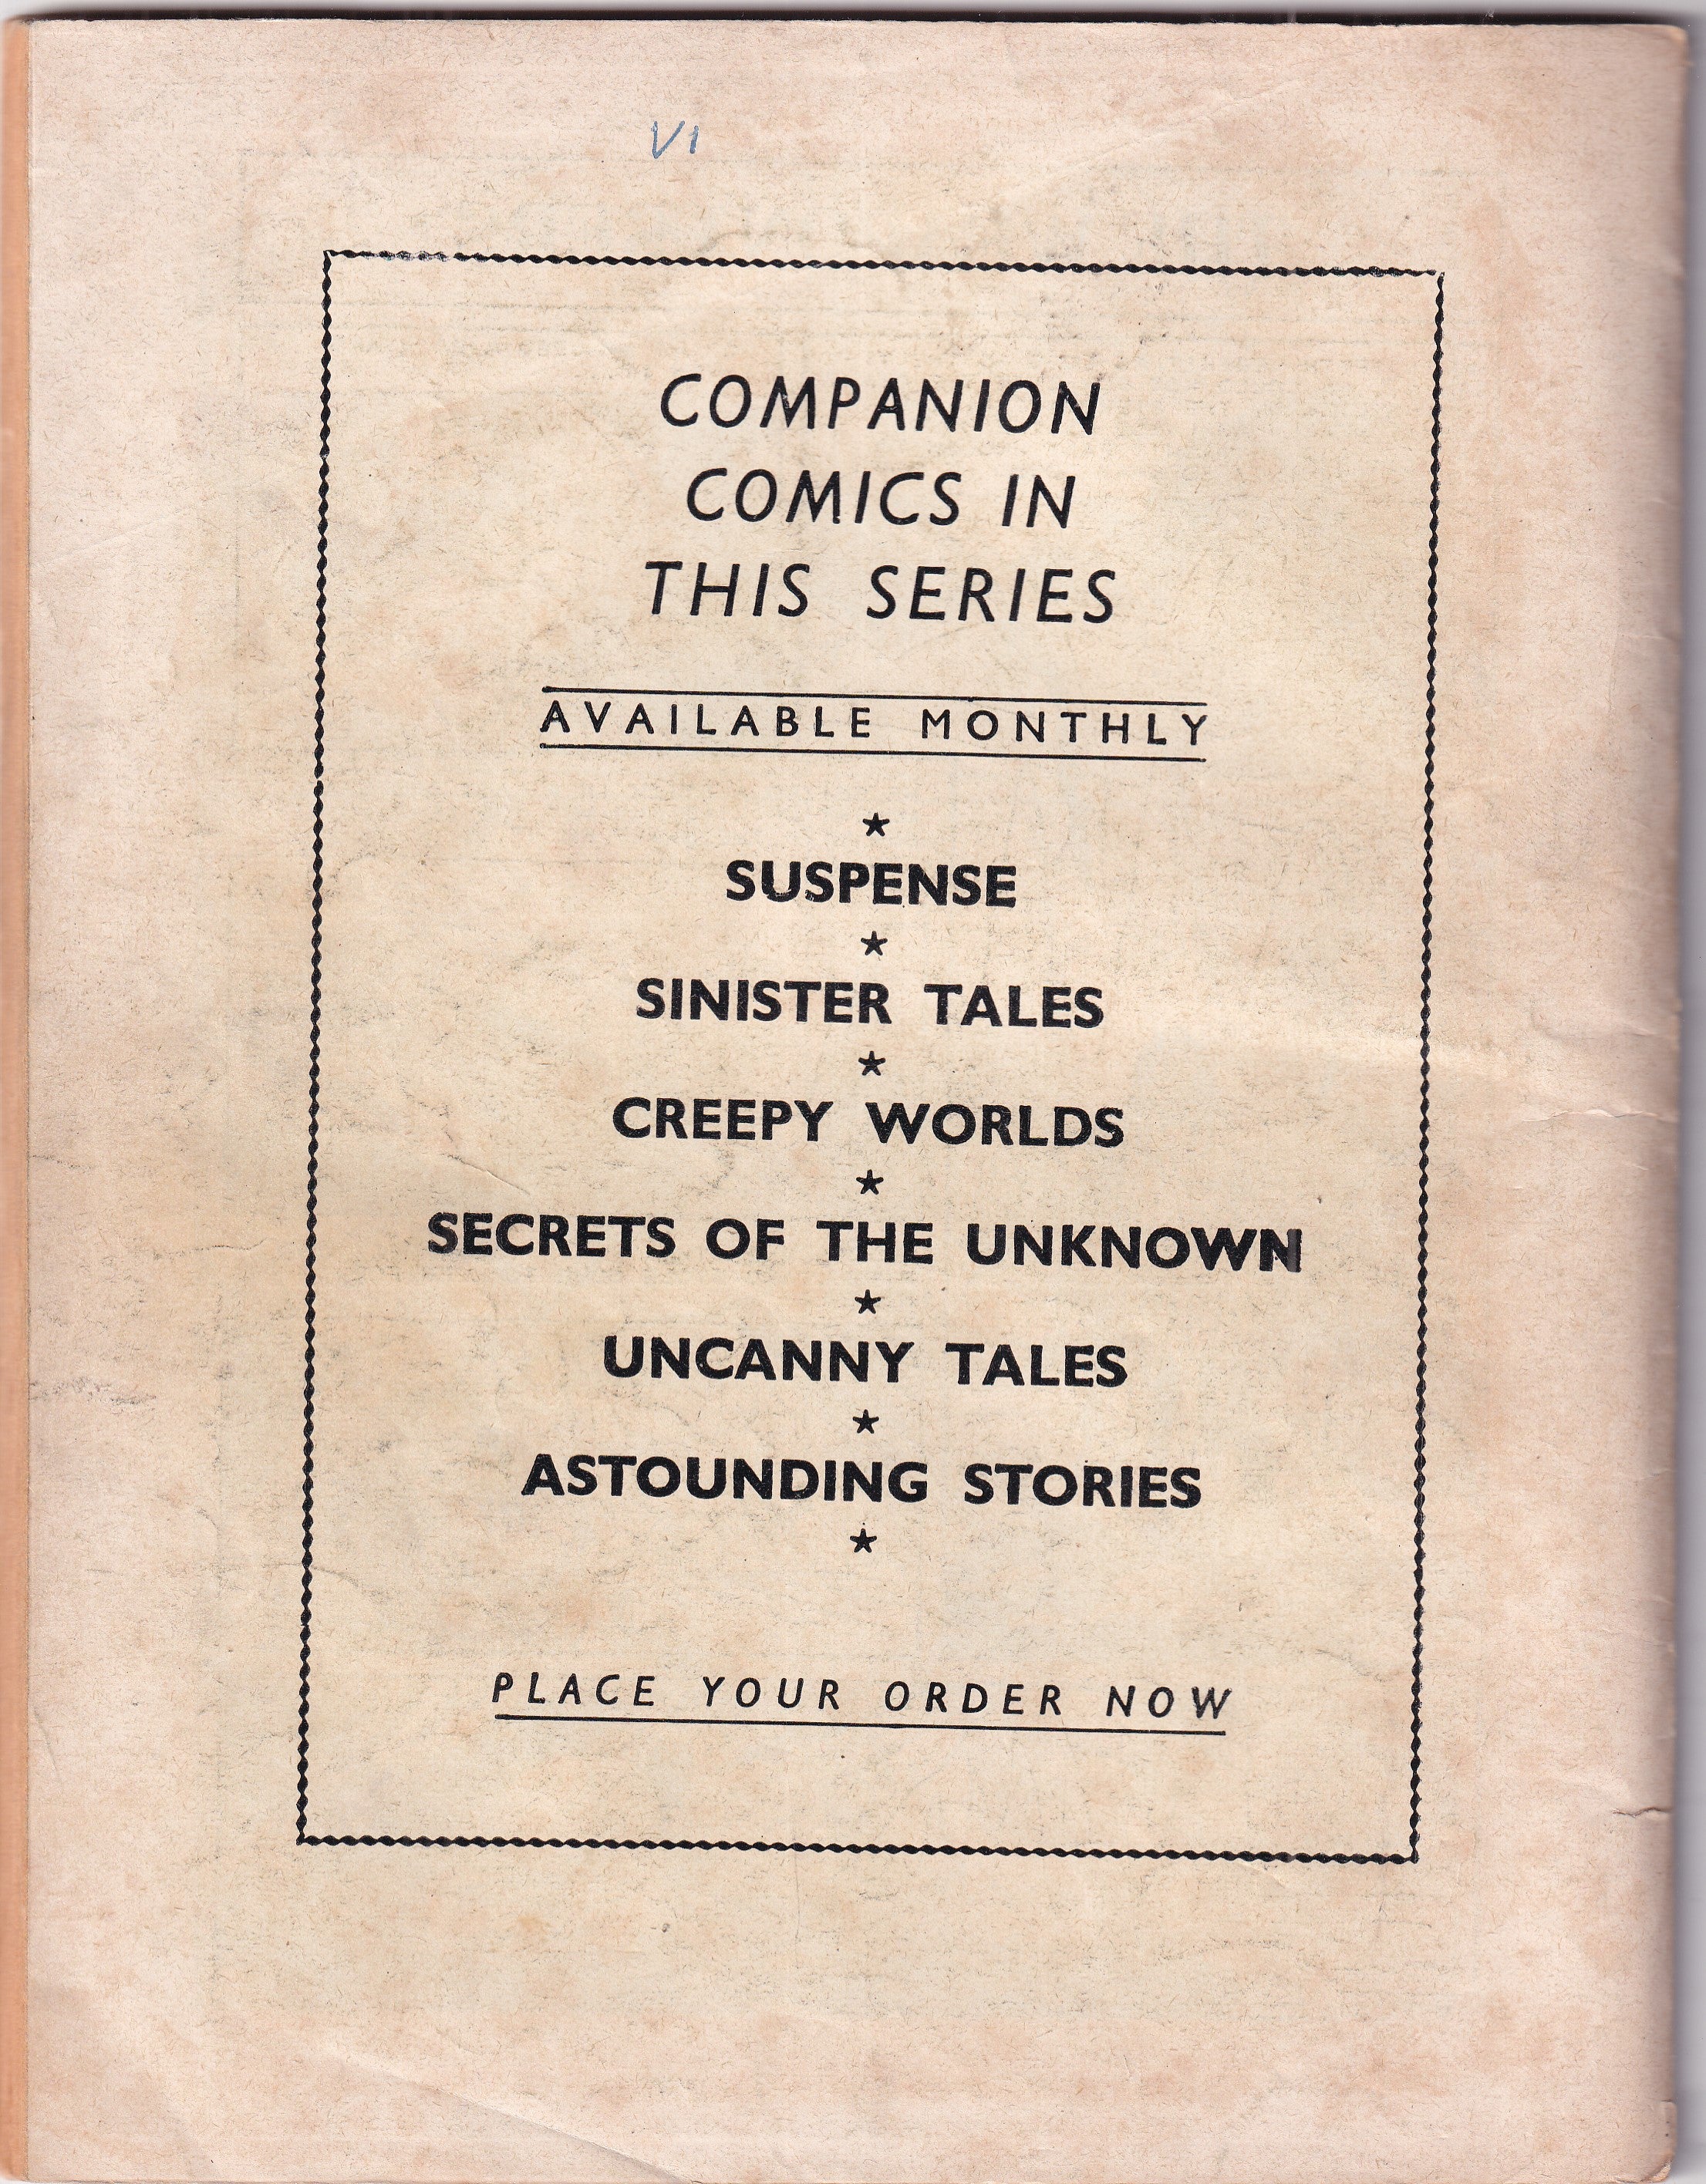 V1
COMPANION
COMICS IN
THIS SERIES
AVAILABLE MONTHLY
★
SUSPENSE
★
SINISTER TALES
★
CREEPY WORLDS
★
SECRETS OF THE UNKNOWN
★
UNCANNY TALES
★
ASTOUNDING STORIES
★
PLACE YOUR ORDER NOW